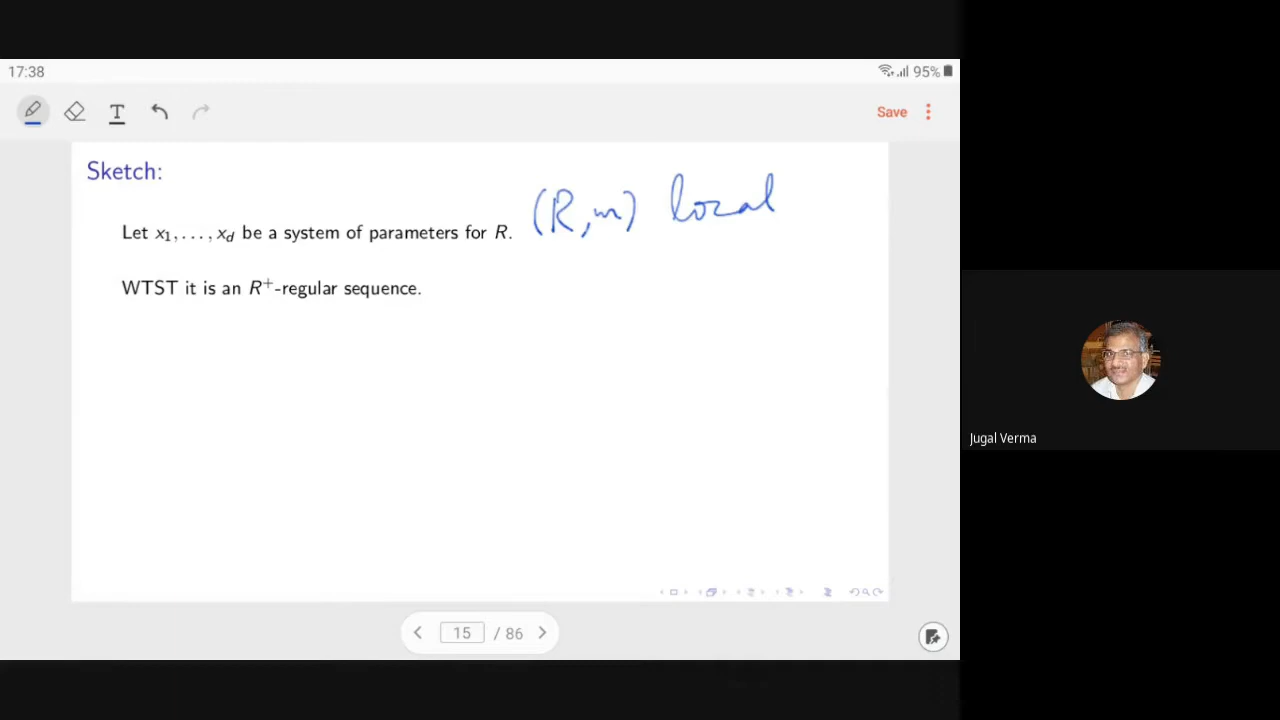 17:38
95%
T
Save
Sketch:
(R, m) local
Let x₁, . . . , x_d be a system of parameters for R.
WTST it is an R⁺-regular sequence.
15 / 86
Jugal Verma